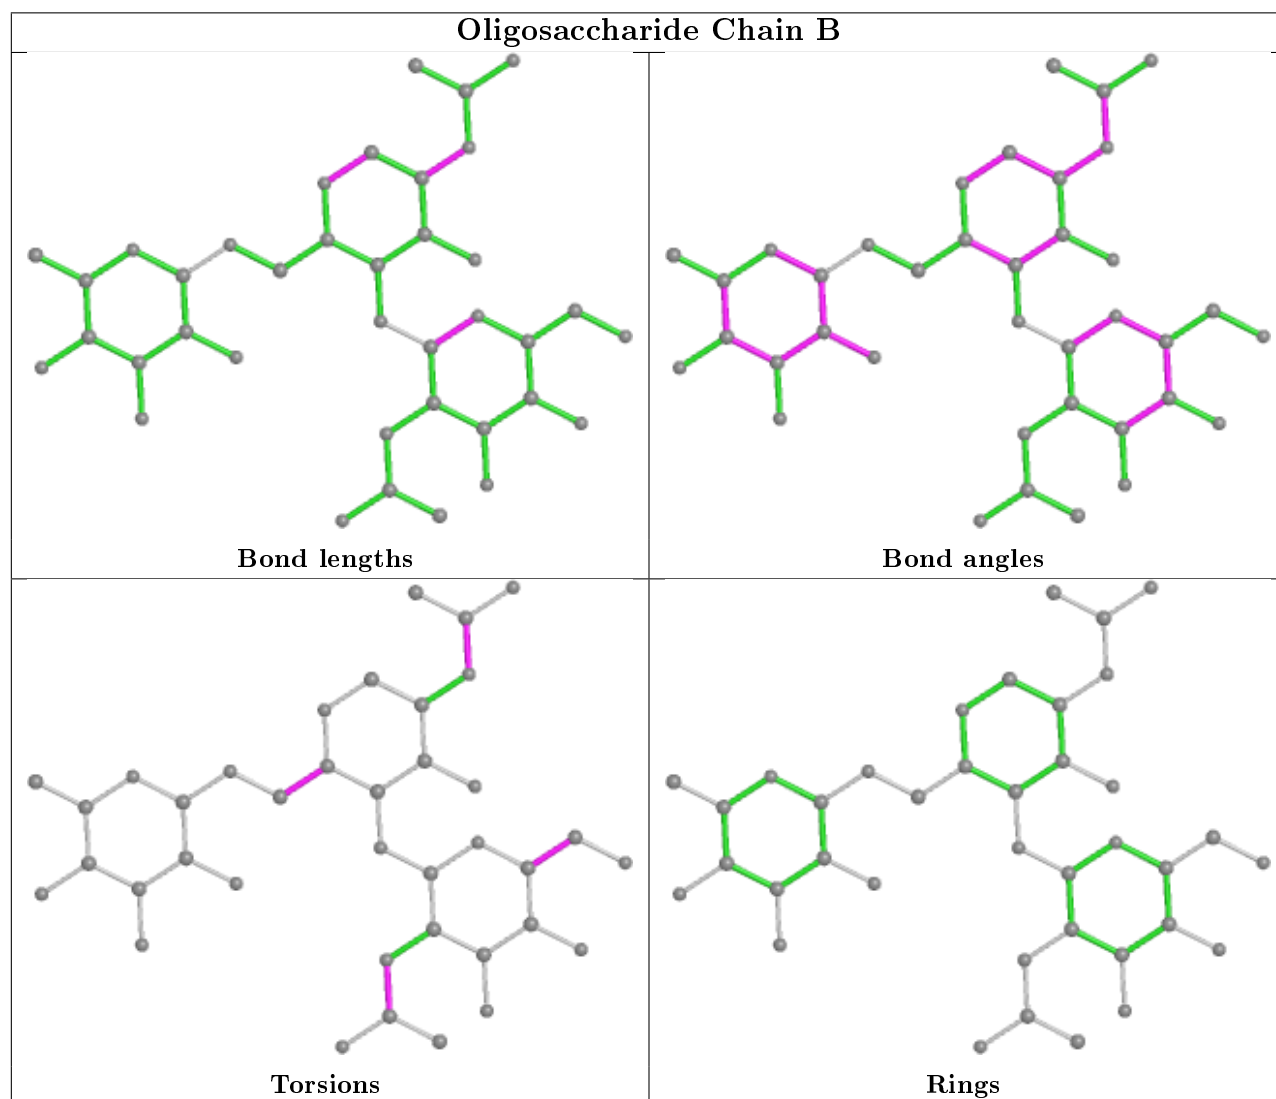 Oligosaccharide Chain B
Bond lengths
Bond angles
Torsions
Rings